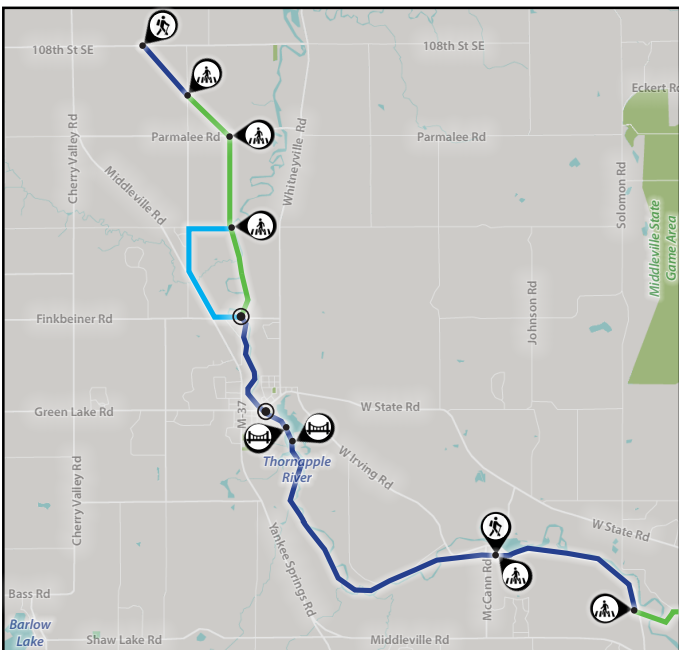 108th St SE
108th St SE
Eckert Rd
Parmalee Rd
Parmalee Rd
Cherry Valley Rd
Middleville Rd
Whitneyville Rd
Solomon Rd
Middleville State
Game Area
Finkbeiner Rd
Johnson Rd
Green Lake Rd
M-37
W State Rd
W Irving Rd
Thornapple
River
Cherry Valley Rd
Yankee Springs Rd
W State Rd
McCann Rd
Bass Rd
Barlow
Lake
Shaw Lake Rd
Middleville Rd